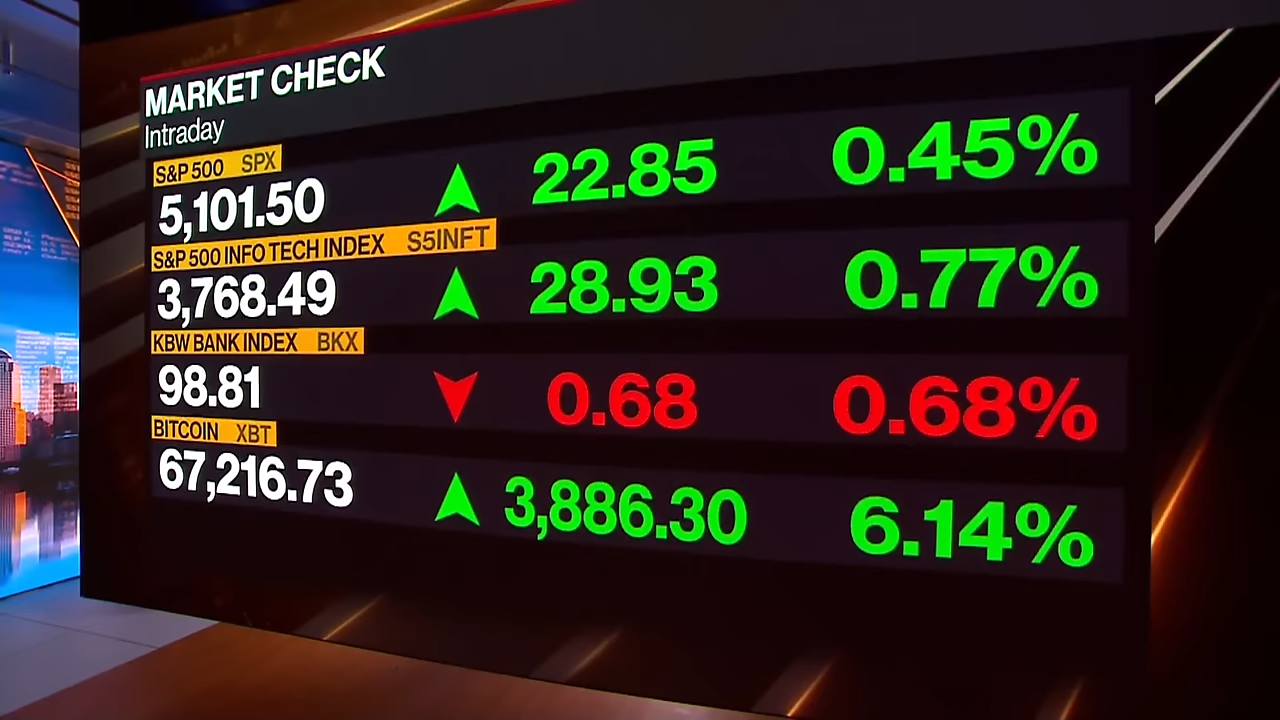 MARKET CHECK
Intraday
S&P 500 SPX
5,101.50 22.85 0.45%
S&P 500 INFO TECH INDEX S5INFT
3,768.49 28.93 0.77%
KBW BANK INDEX BKX
98.81 0.68 0.68%
BITCOIN XBT
67,216.73 3,886.30 6.14%